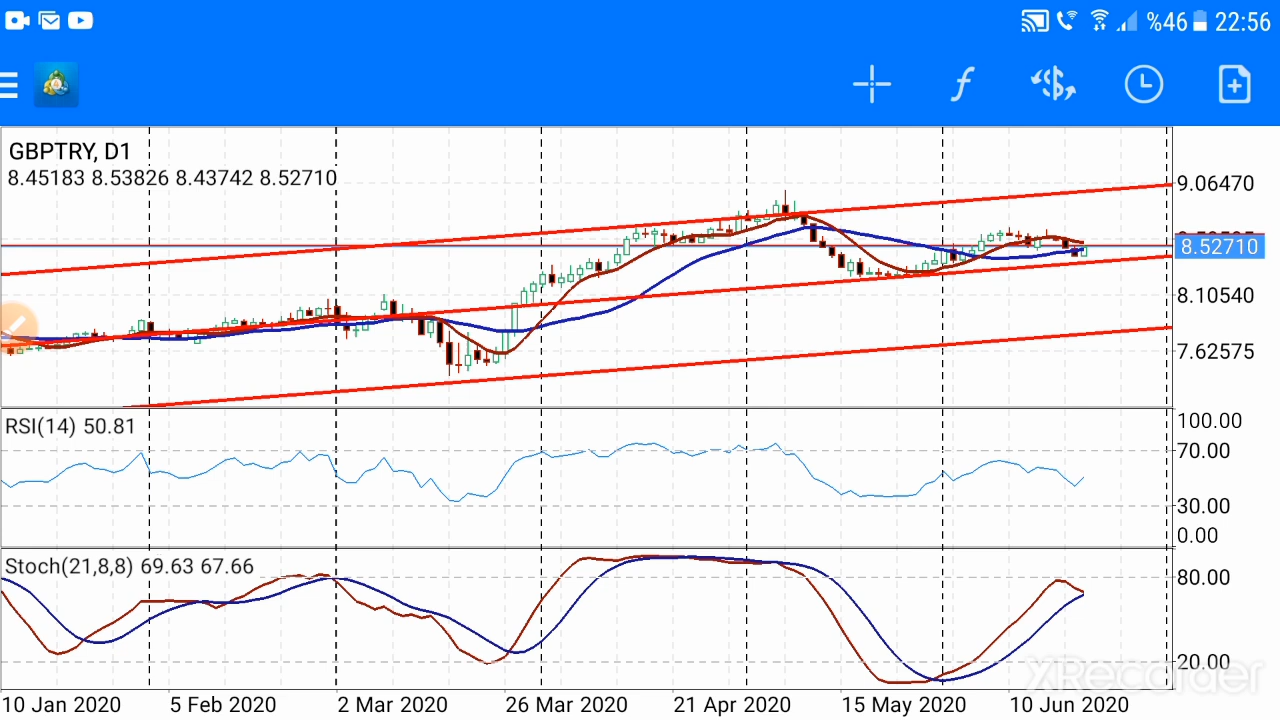 %46 22:56
GBPTRY, D1
8.45183 8.53826 8.43742 8.52710
9.06470
8.52710
8.10540
7.62575
RSI(14) 50.81
100.00
70.00
30.00
0.00
Stoch(21,8,8) 69.63 67.66
80.00
20.00
XRecorder
10 Jan 2020 5 Feb 2020 2 Mar 2020 26 Mar 2020 21 Apr 2020 15 May 2020 10 Jun 2020